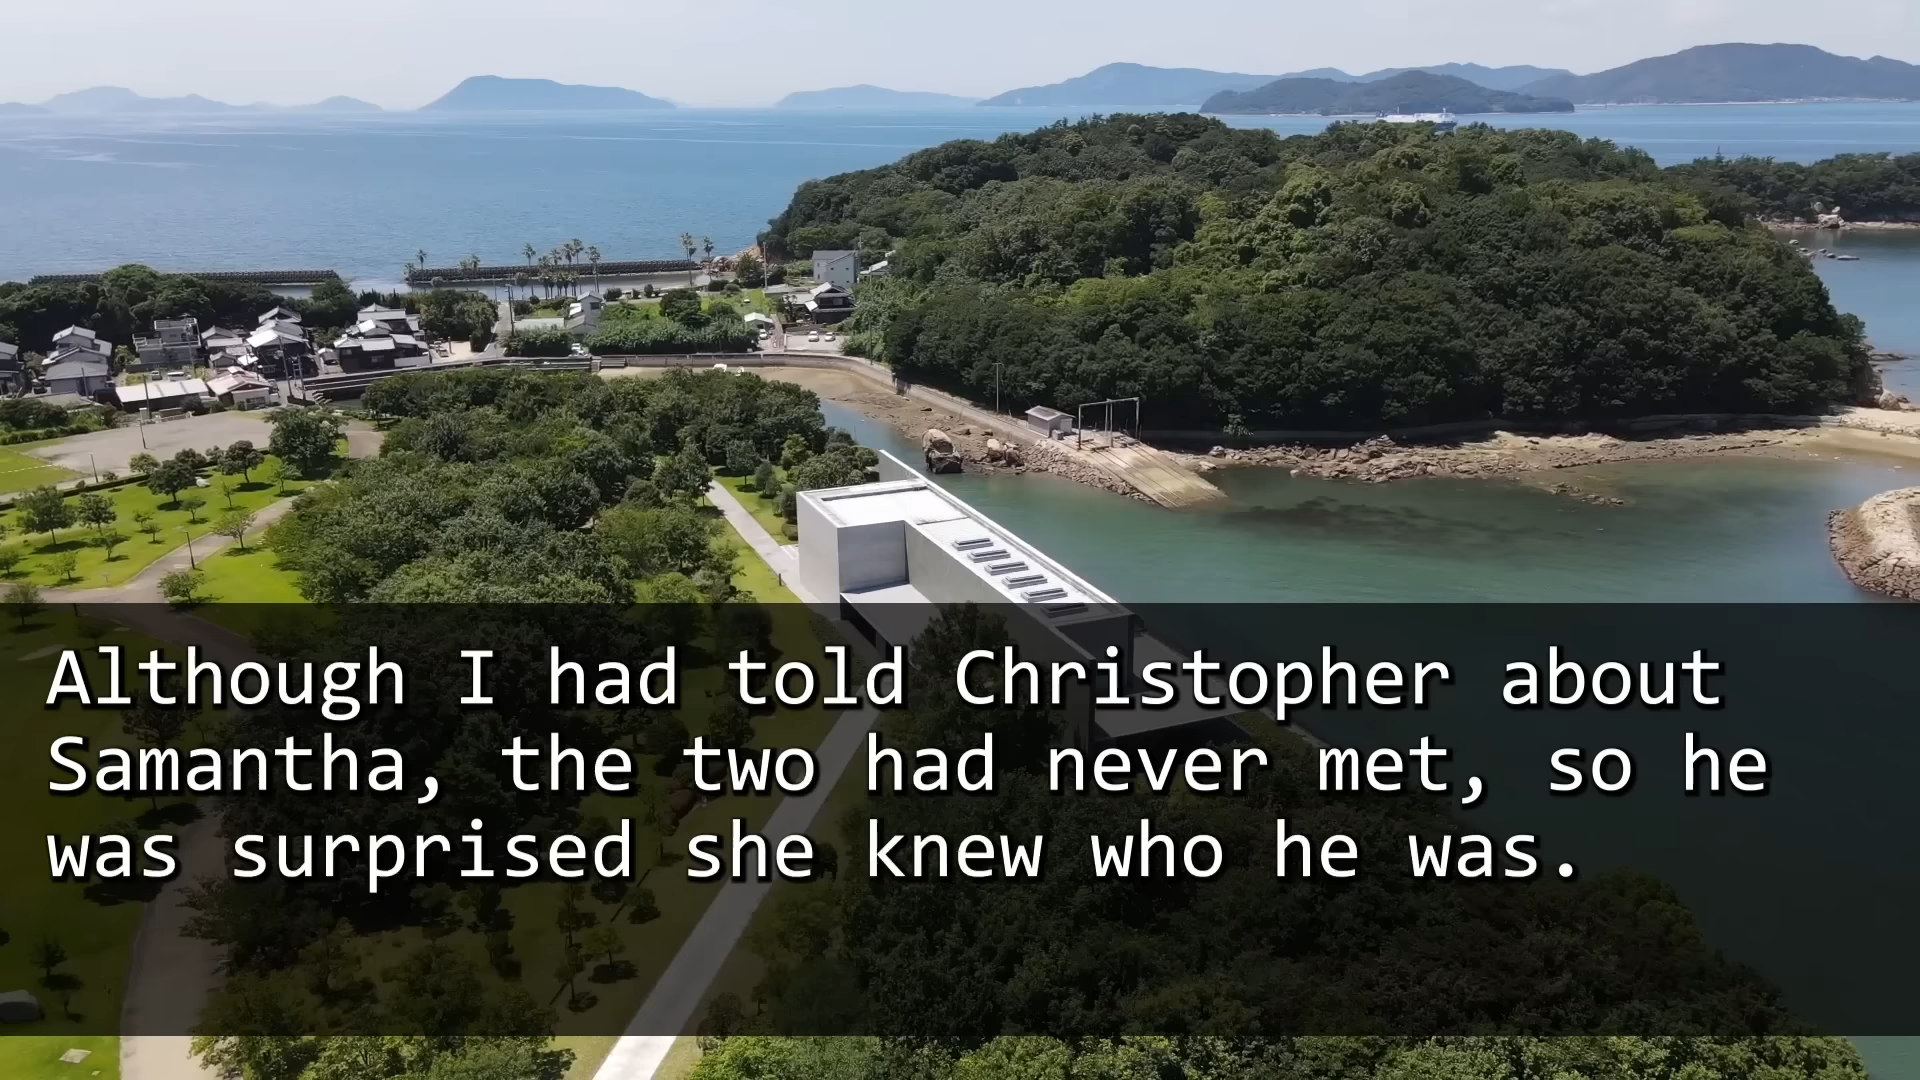 Although I had told Christopher about
Samantha, the two had never met, so he
was surprised she knew who he was.